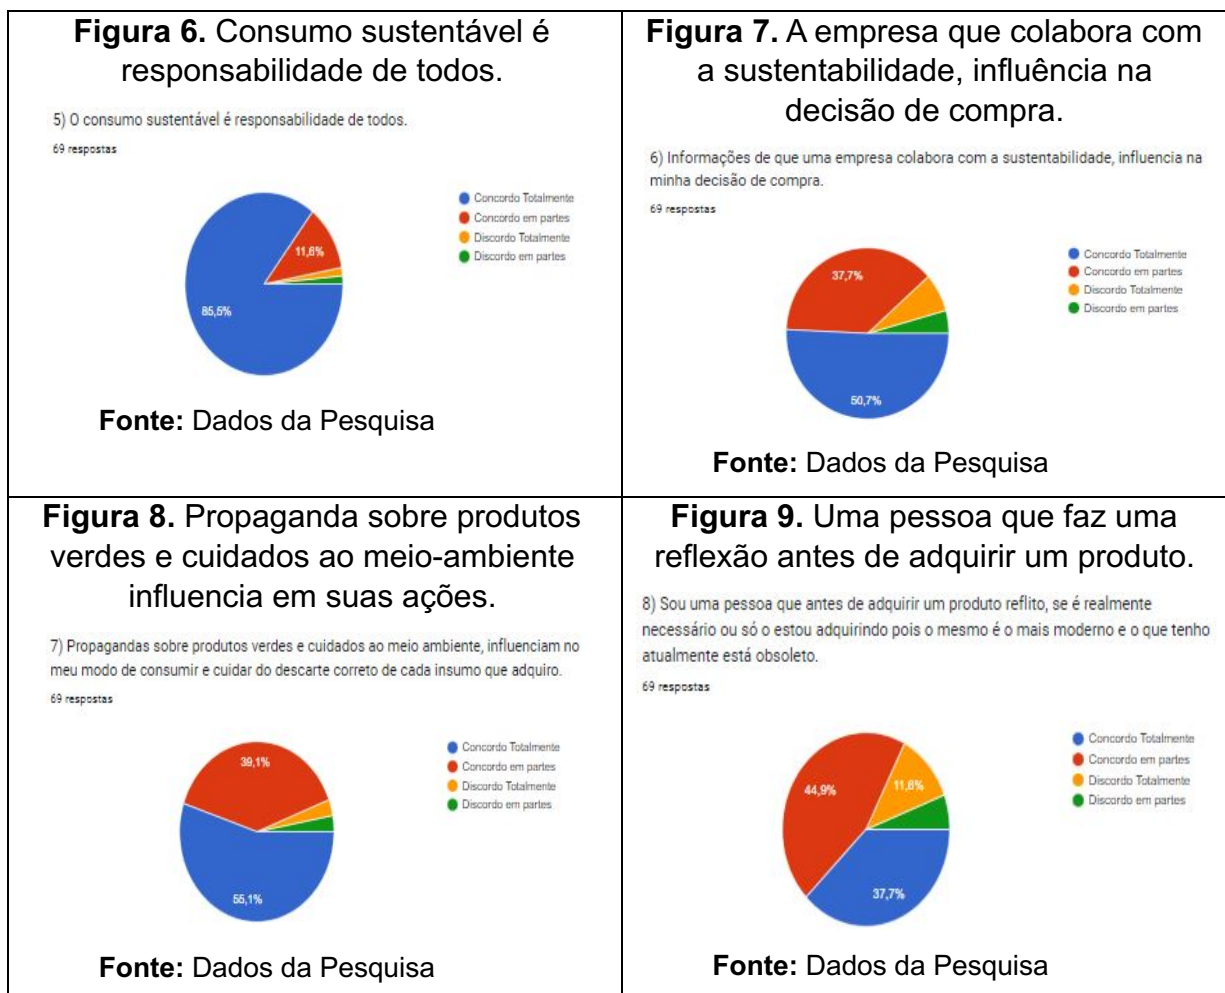 Figura 6. Consumo sustentável é
responsabilidade de todos.
5) O consumo sustentável é responsabilidade de todos.
69 respostas
Concordo Totalmente
Concordo em partes
Discordo Totalmente
Discordo em partes
11,6%
85,5%
Fonte: Dados da Pesquisa
Figura 7. A empresa que colabora com
a sustentabilidade, influência na
decisão de compra.
6) Informações de que uma empresa colabora com a sustentabilidade, influencia na
minha decisão de compra.
69 respostas
Concordo Totalmente
Concordo em partes
Discordo Totalmente
Discordo em partes
37,7%
50,7%
Fonte: Dados da Pesquisa
Figura 8. Propaganda sobre produtos
verdes e cuidados ao meio-ambiente
influencia em suas ações.
7) Propagandas sobre produtos verdes e cuidados ao meio ambiente, influenciam no
meu modo de consumir e cuidar do descarte correto de cada insumo que adquiro.
69 respostas
Concordo Totalmente
Concordo em partes
Discordo Totalmente
Discordo em partes
39,1%
55,1%
Fonte: Dados da Pesquisa
Figura 9. Uma pessoa que faz uma
reflexão antes de adquirir um produto.
8) Sou uma pessoa que antes de adquirir um produto reflito, se é realmente
necessário ou só o estou adquirindo pois o mesmo é o mais moderno e o que tenho
atualmente está obsoleto.
69 respostas
Concordo Totalmente
Concordo em partes
Discordo Totalmente
Discordo em partes
44,9%
11,6%
37,7%
Fonte: Dados da Pesquisa